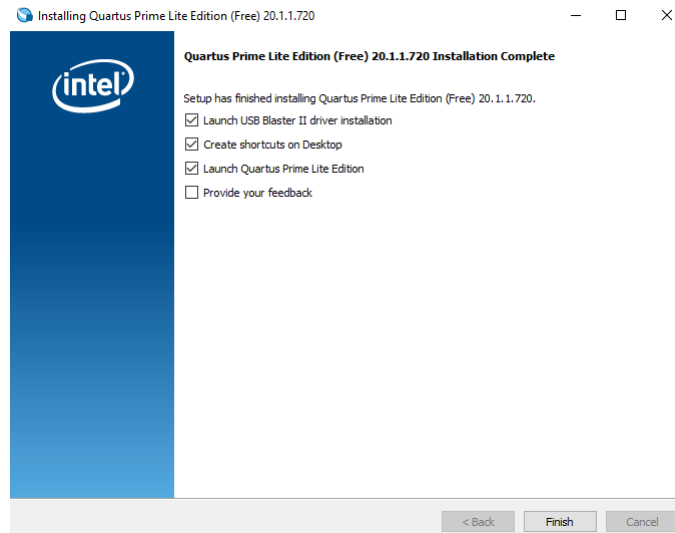 Installing Quartus Prime Lite Edition (Free) 20.1.1.720
intel
Quartus Prime Lite Edition (Free) 20.1.1.720 Installation Complete
Setup has finished installing Quartus Prime Lite Edition (Free) 20.1.1.720.
Launch USB Blaster II driver installation
Create shortcuts on Desktop
Launch Quartus Prime Lite Edition
Provide your feedback
< Back Finish Cancel